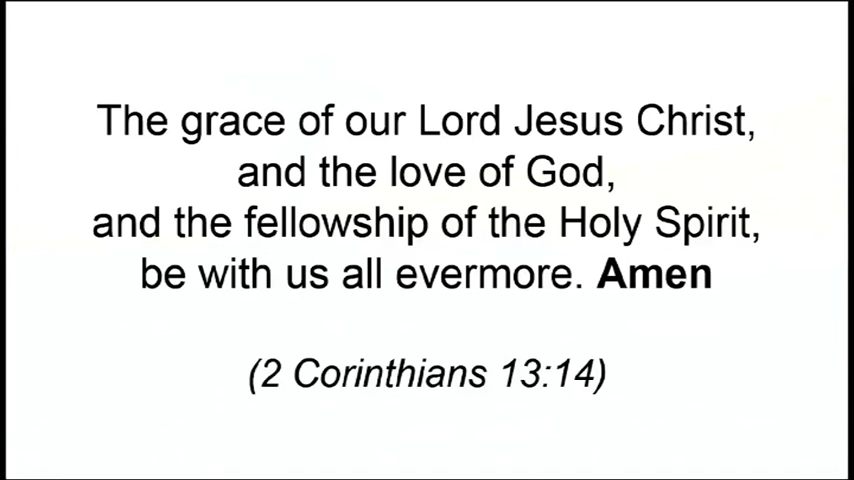 The grace of our Lord Jesus Christ,
and the love of God,
and the fellowship of the Holy Spirit,
be with us all evermore. Amen
(2 Corinthians 13:14)